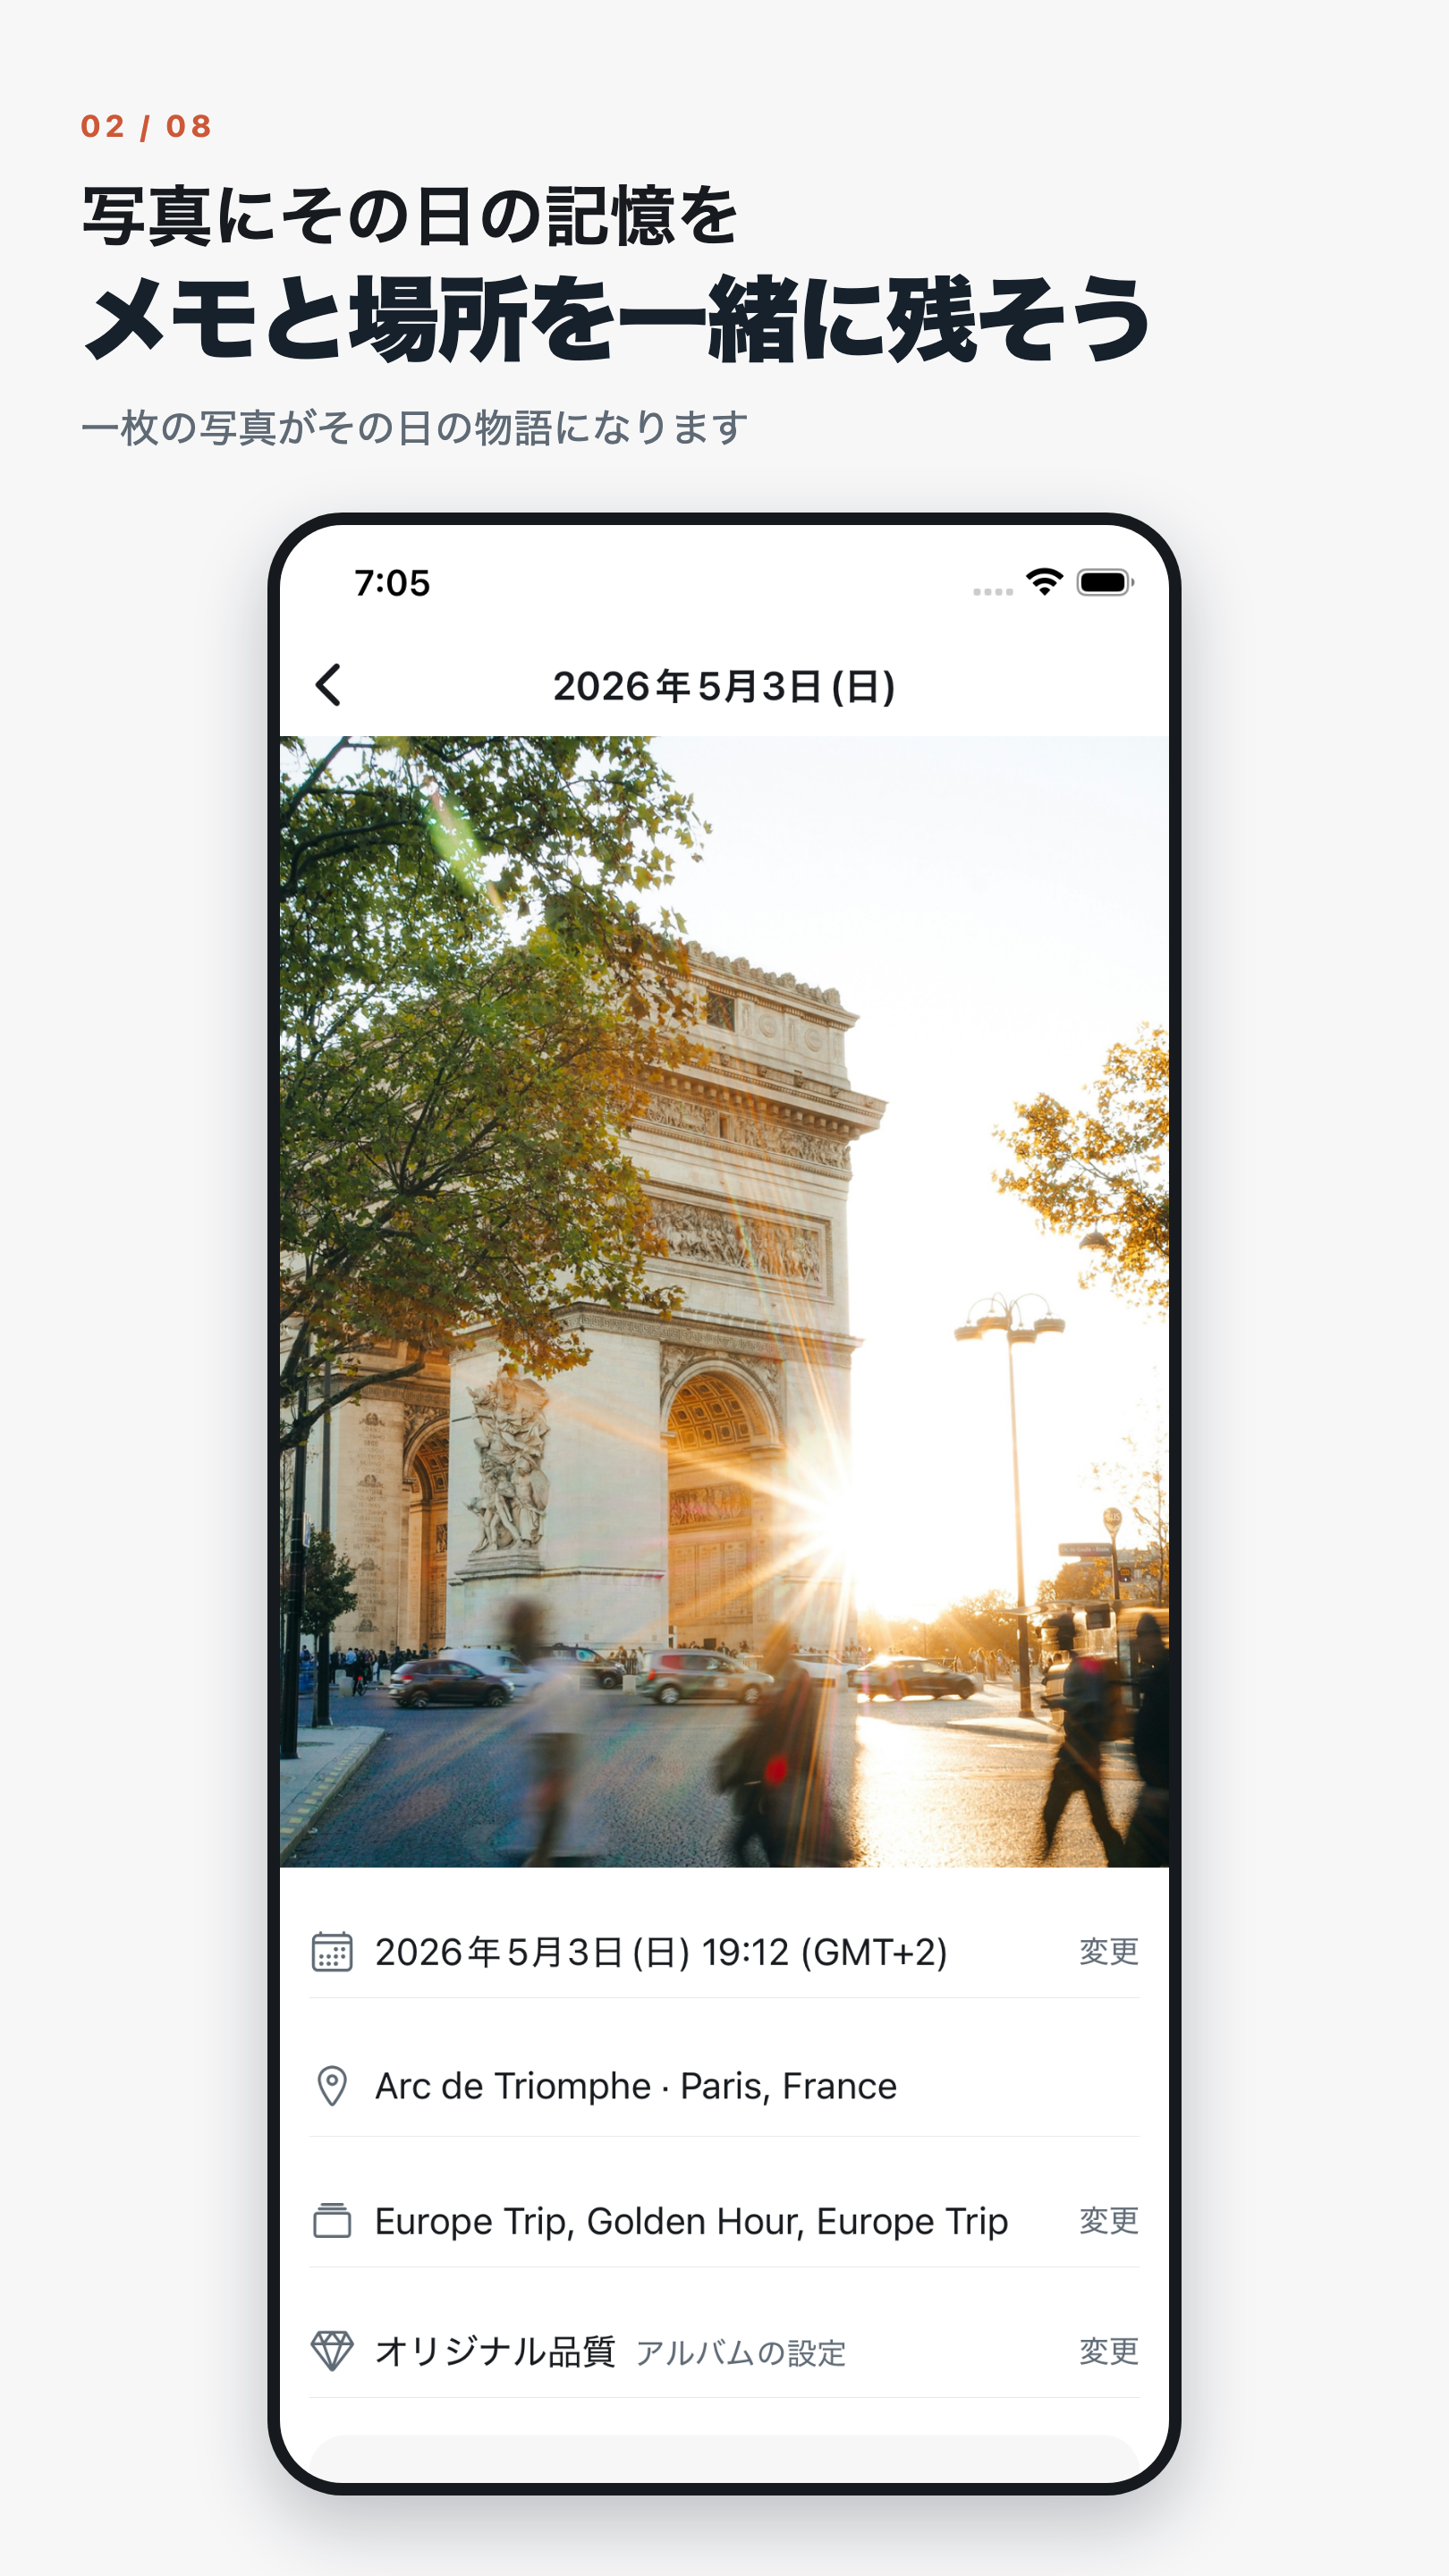 02 / 08
写真にその日の記憶を
メモと場所を一緒に残そう
一枚の写真がその日の物語になります
7:05
2026年5月3日(日)
2026年5月3日(日) 19:12 (GMT+2) 変更
Arc de Triomphe · Paris, France
Europe Trip, Golden Hour, Europe Trip 変更
オリジナル品質 アルバムの設定 変更